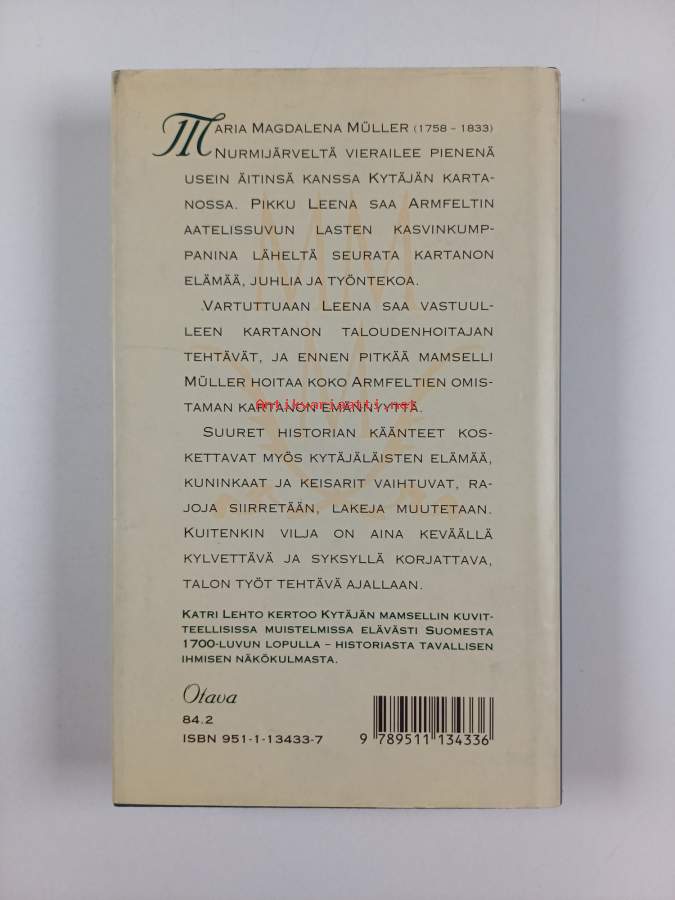 MARIA MAGDALENA MÜLLER (1758 – 1833)
NURMIJÄRVELTÄ VIERAILEE PIENENÄ
USEIN ÄITINSÄ KANSSA KYTÄJÄN KARTA-
NOSSA. PIKKU LEENA SAA ARMFELTIN
AATELISSUVUN LASTEN KASVINKUMP-
PANINA LÄHELTÄ SEURATA KARTANON
ELÄMÄÄ, JUHLIA JA TYÖNTEKOA.
VARTUTTUAAN LEENA SAA VASTUUL-
LEEN KARTANON TALOUDENHOITAJAN
TEHTÄVÄT, JA ENNEN PITKÄÄ MAMSELLI
MÜLLER HOITAA KOKO ARMFELTIEN OMIS-
TAMAN KARTANON EMÄNNYYTTÄ.
Antikvariaatti.net
SUURET HISTORIAN KÄÄNTEET KOS-
KETTAVAT MYÖS KYTÄJÄLÄISTEN ELÄMÄÄ,
KUNINKAAT JA KEISARIT VAIHTUVAT, RA-
JOJA SIIRRETÄÄN, LAKEJA MUUTETAAN.
KUITENKIN VILJA ON AINA KEVÄÄLLÄ
KYLVETTÄVÄ JA SYKSYLLÄ KORJATTAVA,
TALON TYÖT TEHTÄVÄ AJALLAAN.
KATRI LEHTO KERTOO KYTÄJÄN MAMSELLIN KUVIT-
TEELLISISSA MUISTELMISSA ELÄVÄSTI SUOMESTA
1700-LUVUN LOPULLA – HISTORIASTA TAVALLISEN
IHMISEN NÄKÖKULMASTA.
Otava
84.2
ISBN 951-1-13433-7
9 789511 134336